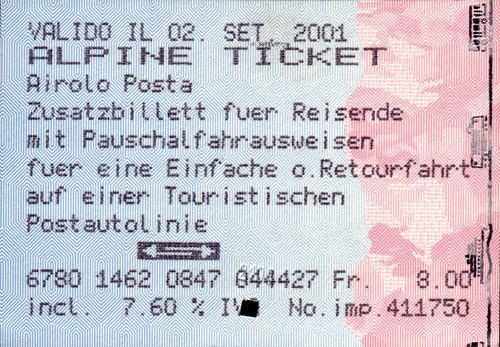 VALIDO IL 02. SET. 2001
ALPINE TICKET
Airolo Posta
Zusatzbillett fuer Reisende
mit Pauschalfahrausweisen
fuer eine Einfache o.Retourfahrt
auf einer Touristischen
Postautolinie
6780 1462 0847 044427 Fr. 8.00
incl. 7.60 % No.imp.411750